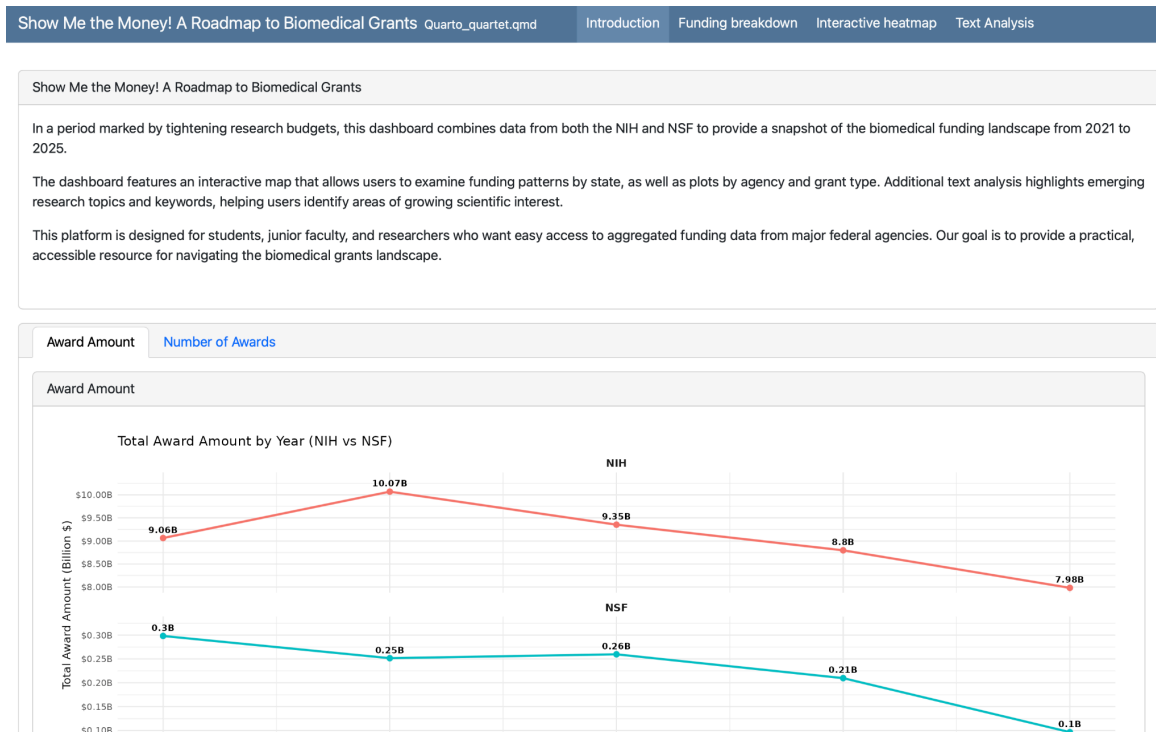 Show Me the Money! A Roadmap to Biomedical Grants Quarto_quartet.qmd Introduction Funding breakdown Interactive heatmap Text Analysis
Show Me the Money! A Roadmap to Biomedical Grants
In a period marked by tightening research budgets, this dashboard combines data from both the NIH and NSF to provide a snapshot of the biomedical funding landscape from 2021 to
2025.
The dashboard features an interactive map that allows users to examine funding patterns by state, as well as plots by agency and grant type. Additional text analysis highlights emerging
research topics and keywords, helping users identify areas of growing scientific interest.
This platform is designed for students, junior faculty, and researchers who want easy access to aggregated funding data from major federal agencies. Our goal is to provide a practical,
accessible resource for navigating the biomedical grants landscape.
Award Amount Number of Awards
Award Amount
Total Award Amount by Year (NIH vs NSF)
NIH
10.07B
$10.00B
$9.50B
9.35B
9.06B
$9.00B
8.8B
$8.50B
7.98B
$8.00B
Total Award Amount (Billion $)
NSF
0.3B
$0.30B
0.25B
0.26B
$0.25B
0.21B
$0.20B
$0.15B
0.1B
$0.10B